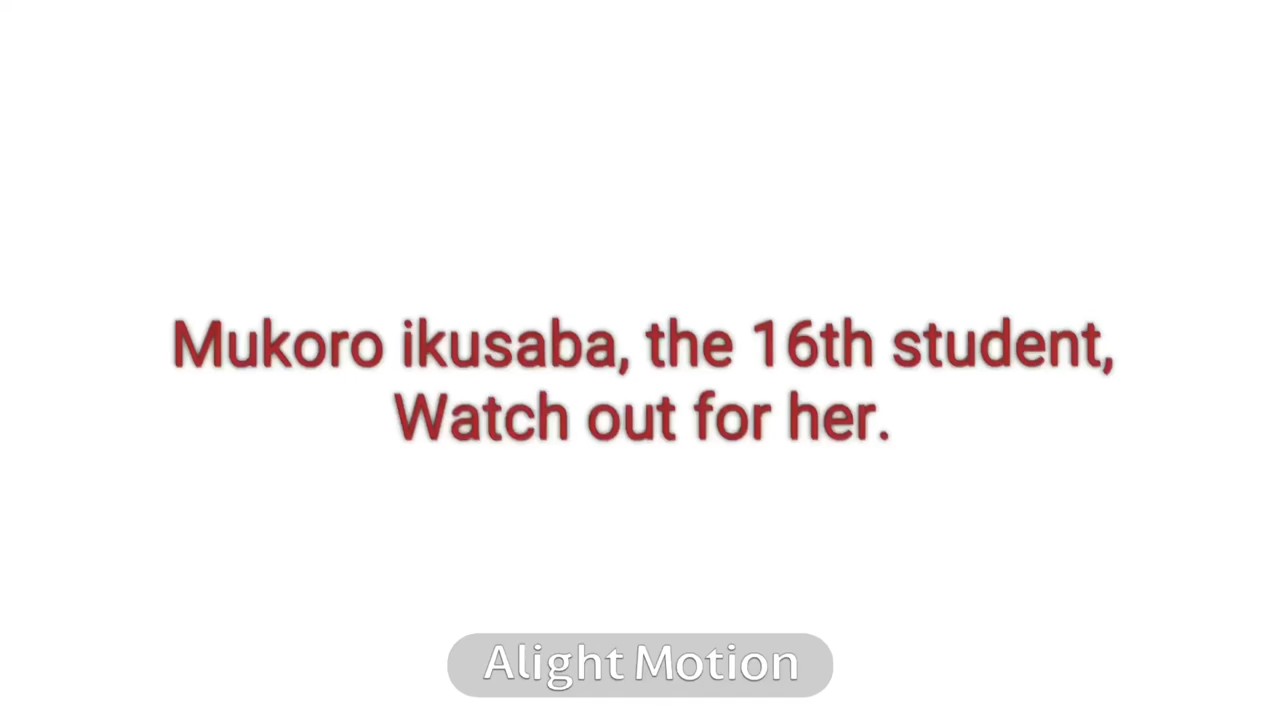 Mukoro ikusaba, the 16th student,
Watch out for her.
Alight Motion